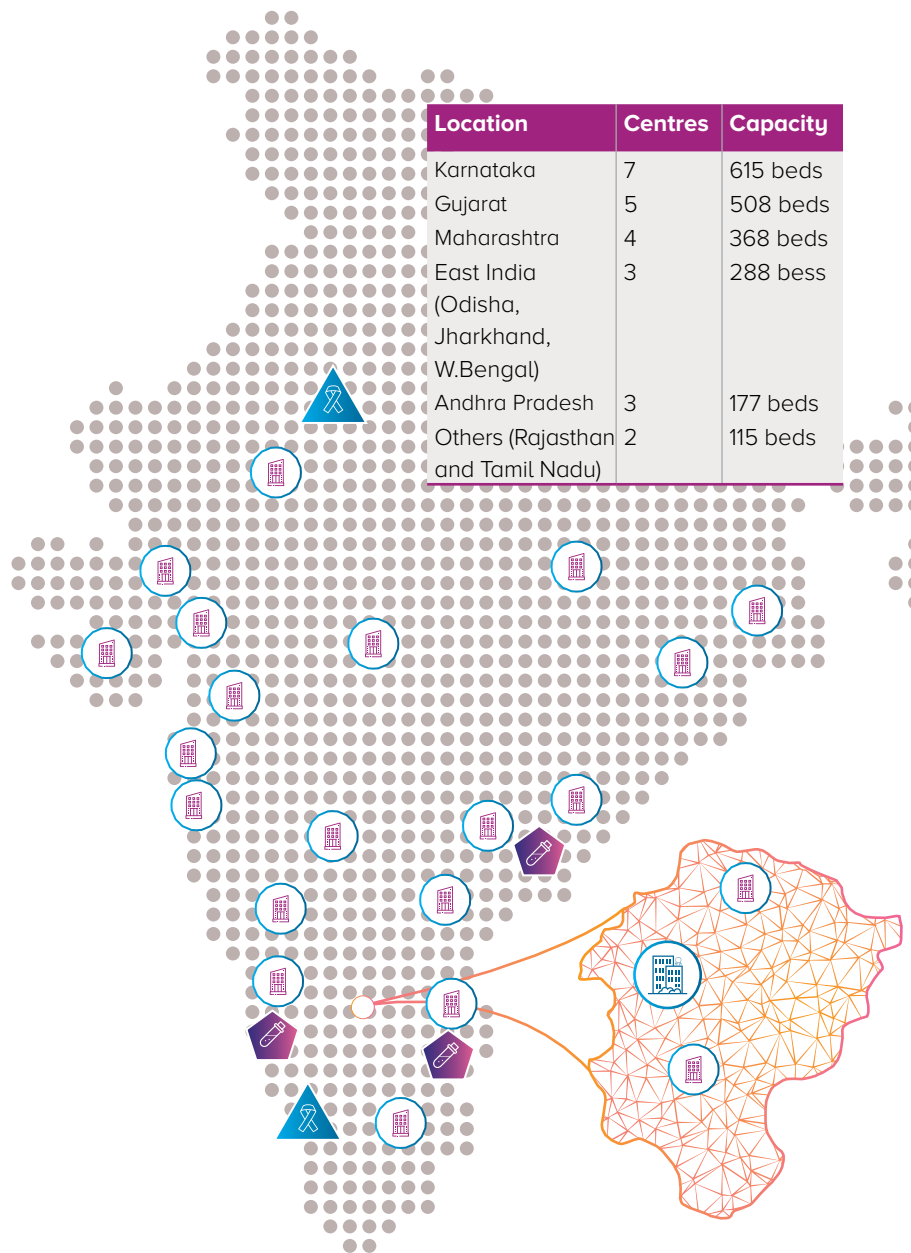 Location Centres Capacity
Karnataka 7 615 beds
Gujarat 5 508 beds
Maharashtra 4 368 beds
East India 3 288 bess
(Odisha,
Jharkhand,
W.Bengal)
Andhra Pradesh 3 177 beds
Others (Rajasthan 2 115 beds
and Tamil Nadu)